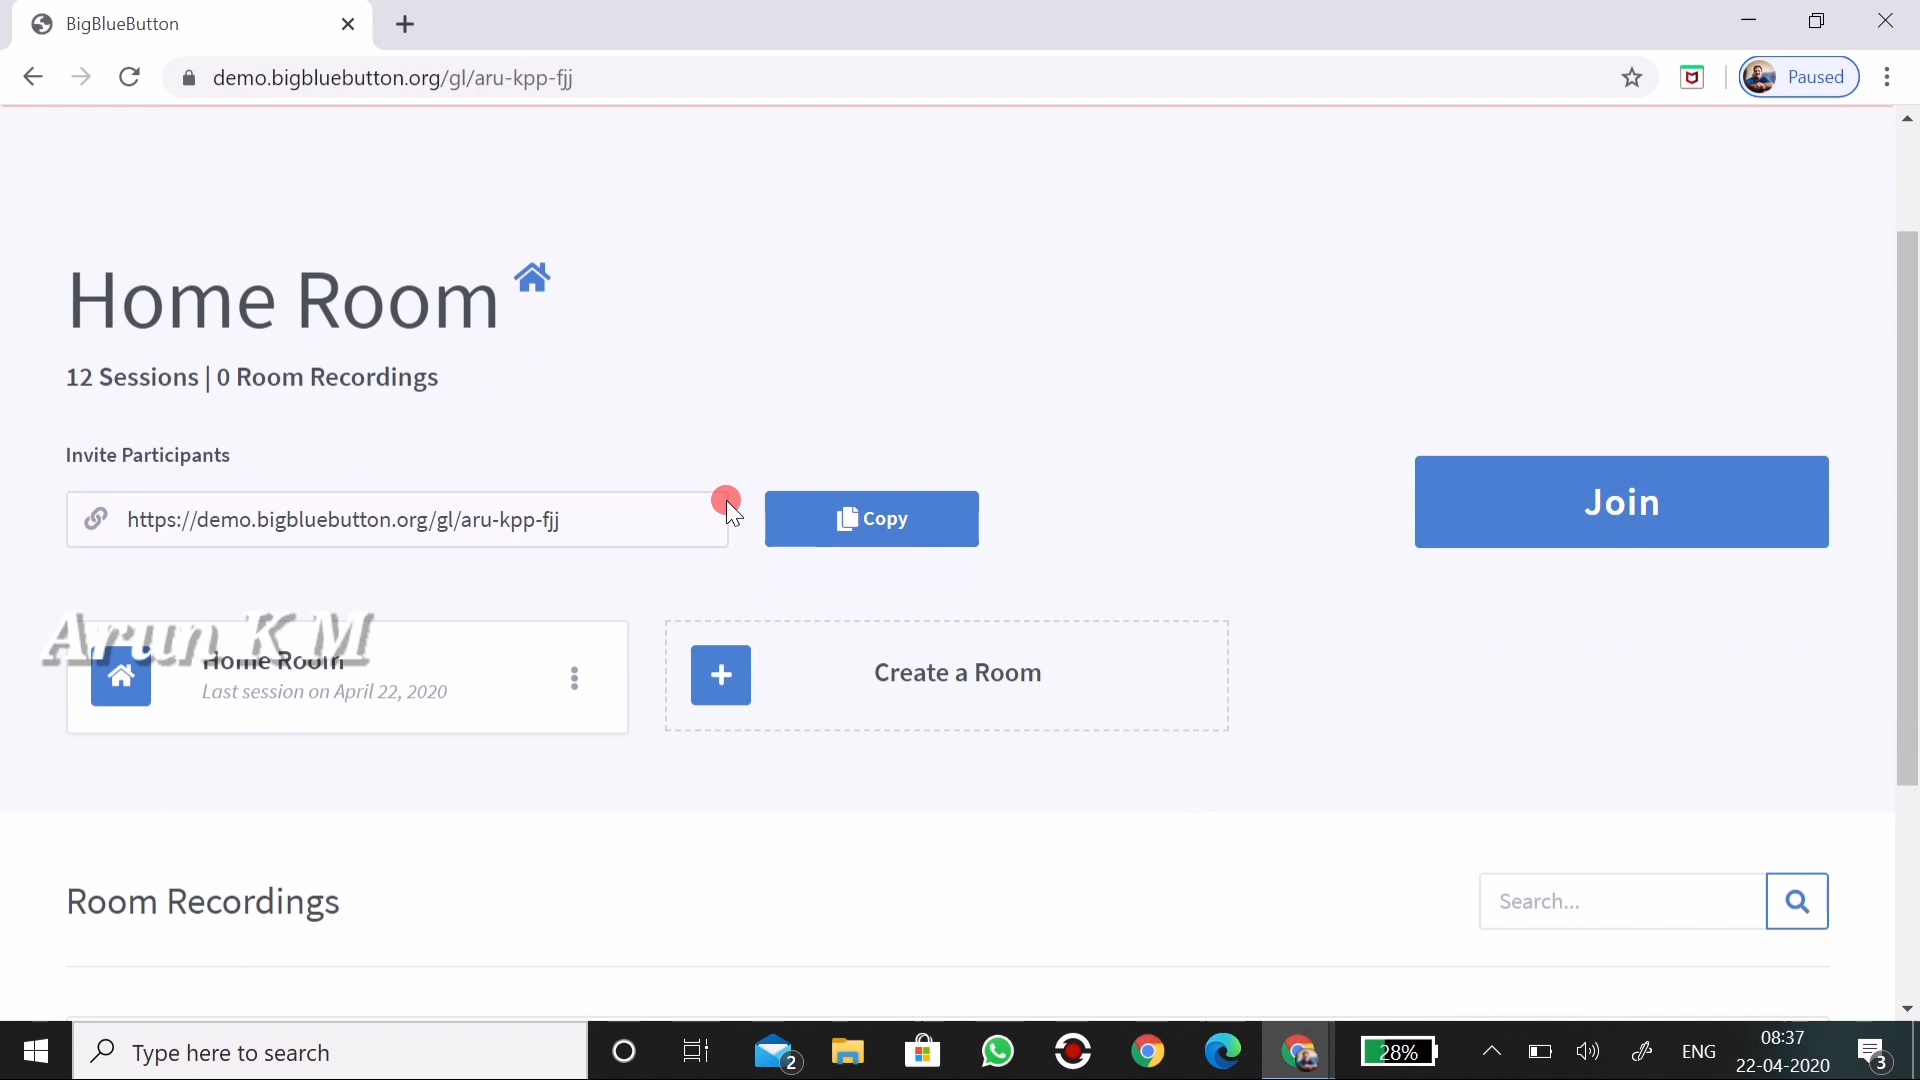 BigBlueButton
demo.bigbluebutton.org/gl/aru-kpp-fjj
Paused
Home Room
12 Sessions | 0 Room Recordings
Invite Participants
https://demo.bigbluebutton.org/gl/aru-kpp-fjj
Copy
Join
Arun K M
Home Room
Last session on April 22, 2020
Create a Room
Room Recordings
Search...
Type here to search
2
28%
ENG
08:37
22-04-2020
3